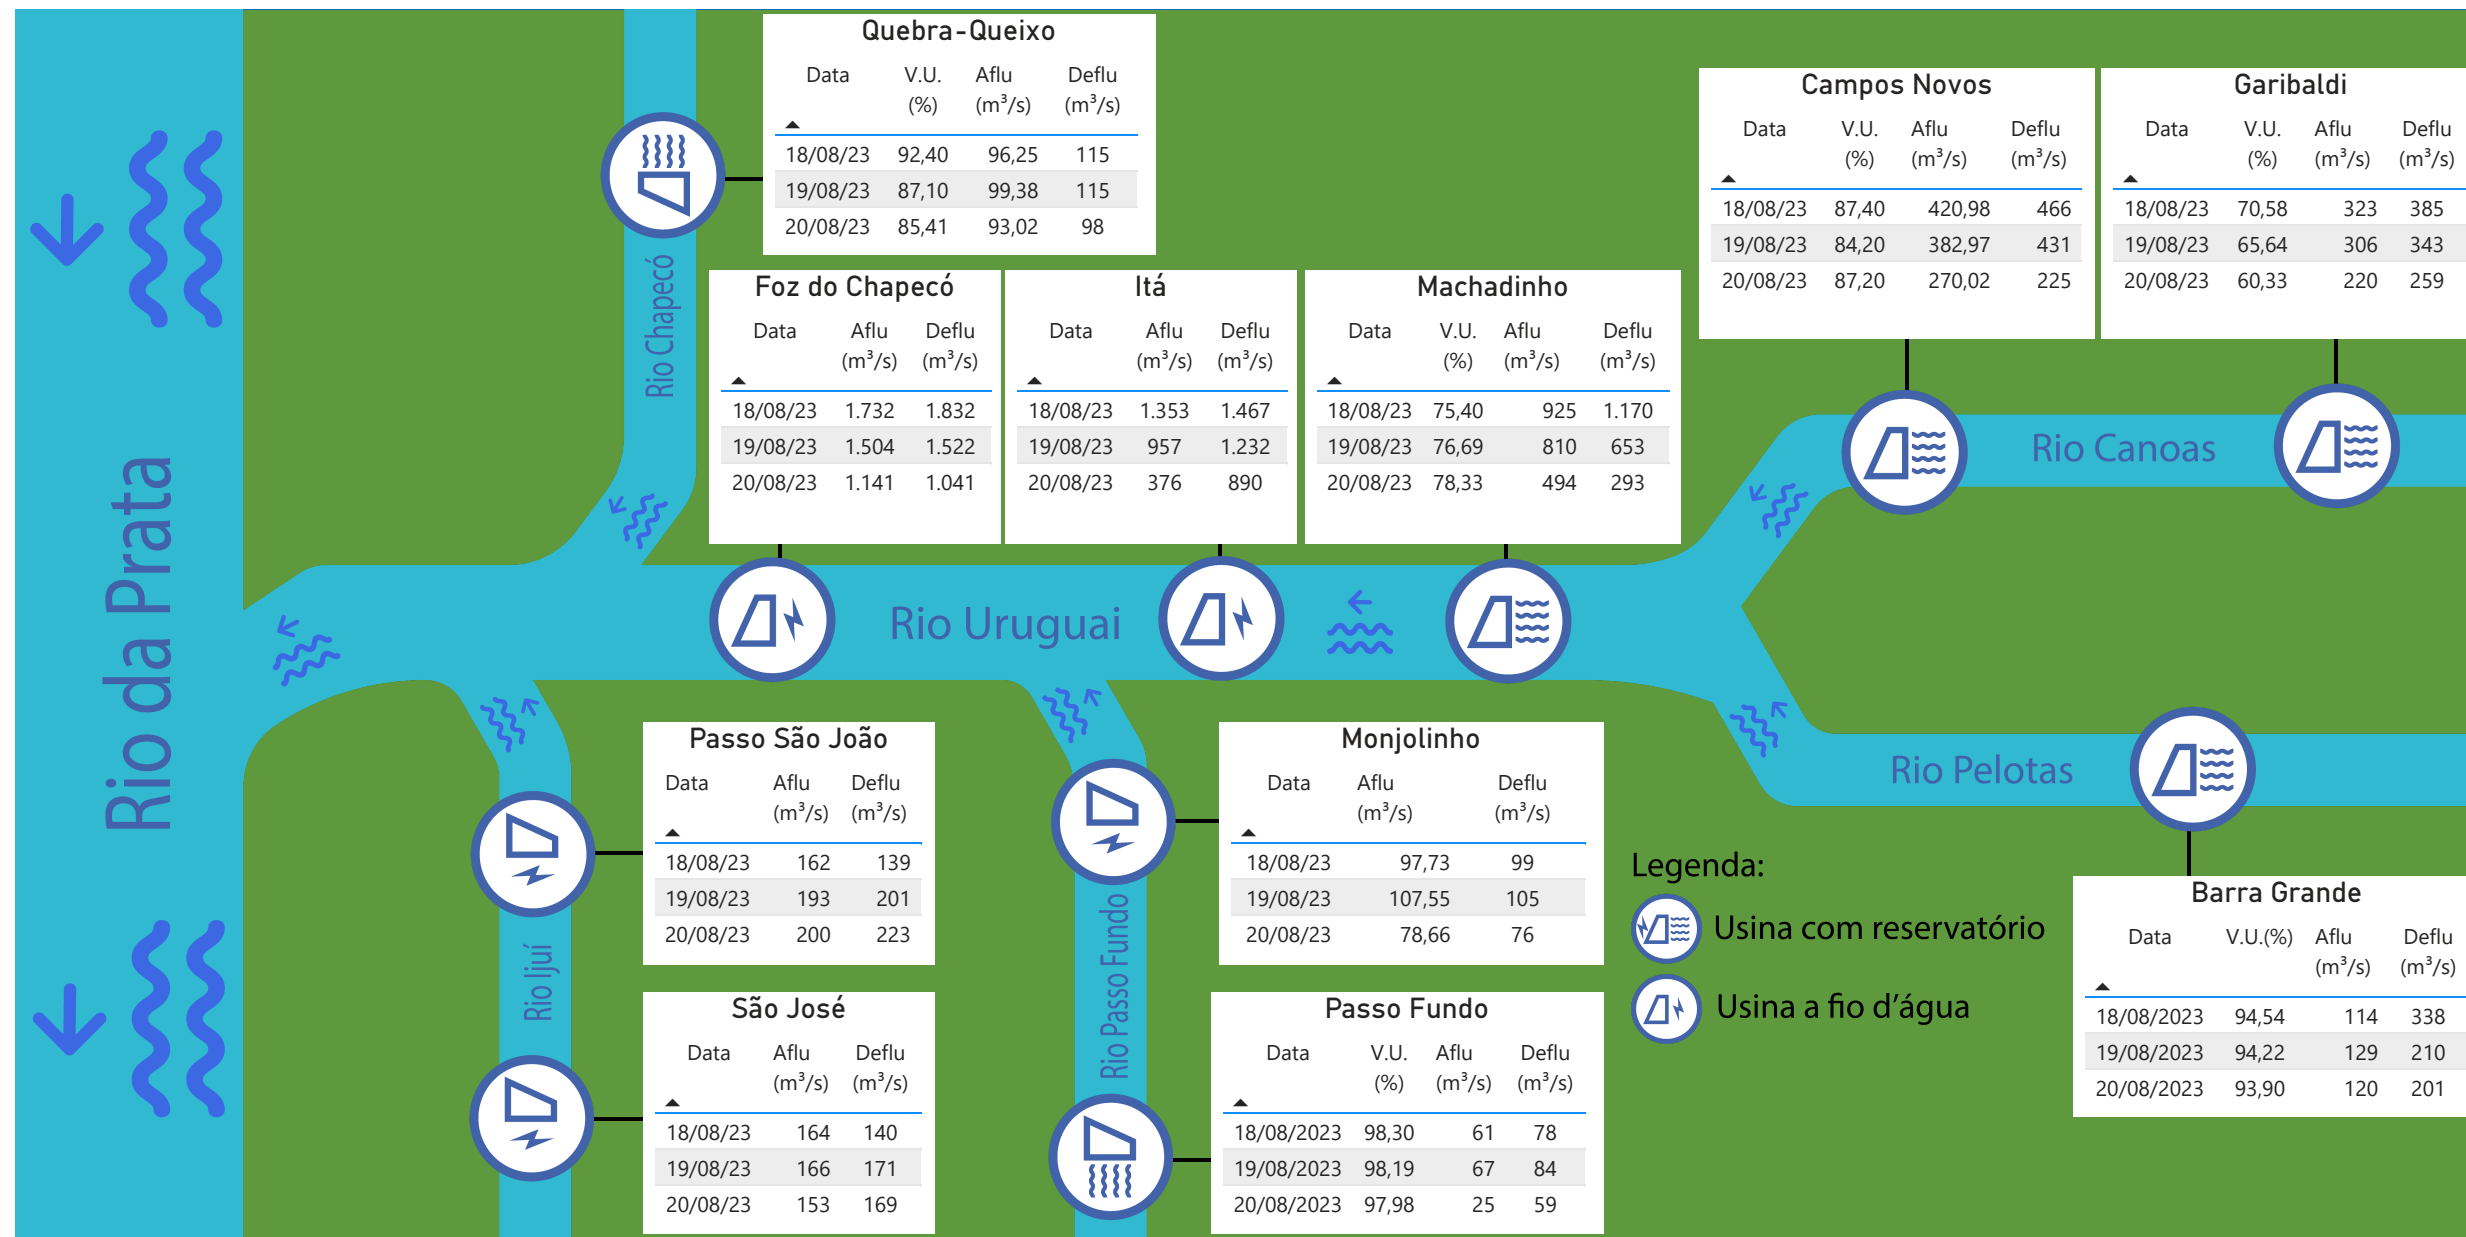 Quebra-Queixo
Data V.U. Aflu Deflu
(%) (m³/s) (m³/s)
18/08/23 92,40 96,25 115
19/08/23 87,10 99,38 115
20/08/23 85,41 93,02 98
Campos Novos
Data V.U. Aflu Deflu
(%) (m³/s) (m³/s)
18/08/23 87,40 420,98 466
19/08/23 84,20 382,97 431
20/08/23 87,20 270,02 225
Garibaldi
Data V.U. Aflu Deflu
(%) (m³/s) (m³/s)
18/08/23 70,58 323 385
19/08/23 65,64 306 343
20/08/23 60,33 220 259
Rio Chapecó
Foz do Chapecó
Data Aflu Deflu
(m³/s) (m³/s)
18/08/23 1.732 1.832
19/08/23 1.504 1.522
20/08/23 1.141 1.041
Itá
Data Aflu Deflu
(m³/s) (m³/s)
18/08/23 1.353 1.467
19/08/23 957 1.232
20/08/23 376 890
Machadinho
Data V.U. Aflu Deflu
(%) (m³/s) (m³/s)
18/08/23 75,40 925 1.170
19/08/23 76,69 810 653
20/08/23 78,33 494 293
Rio Canoas
Rio da Prata
Rio Uruguai
Rio Pelotas
Passo São João
Data Aflu Deflu
(m³/s) (m³/s)
18/08/23 162 139
19/08/23 193 201
20/08/23 200 223
Monjolinho
Data Aflu Deflu
(m³/s) (m³/s)
18/08/23 97,73 99
19/08/23 107,55 105
20/08/23 78,66 76
Legenda:
Usina com reservatório
Usina a fio d’água
Barra Grande
Data V.U.(%) Aflu Deflu
(m³/s) (m³/s)
18/08/2023 94,54 114 338
19/08/2023 94,22 129 210
20/08/2023 93,90 120 201
Rio Ijuí
Rio Passo Fundo
São José
Data Aflu Deflu
(m³/s) (m³/s)
18/08/23 164 140
19/08/23 166 171
20/08/23 153 169
Passo Fundo
Data V.U. Aflu Deflu
(%) (m³/s) (m³/s)
18/08/2023 98,30 61 78
19/08/2023 98,19 67 84
20/08/2023 97,98 25 59